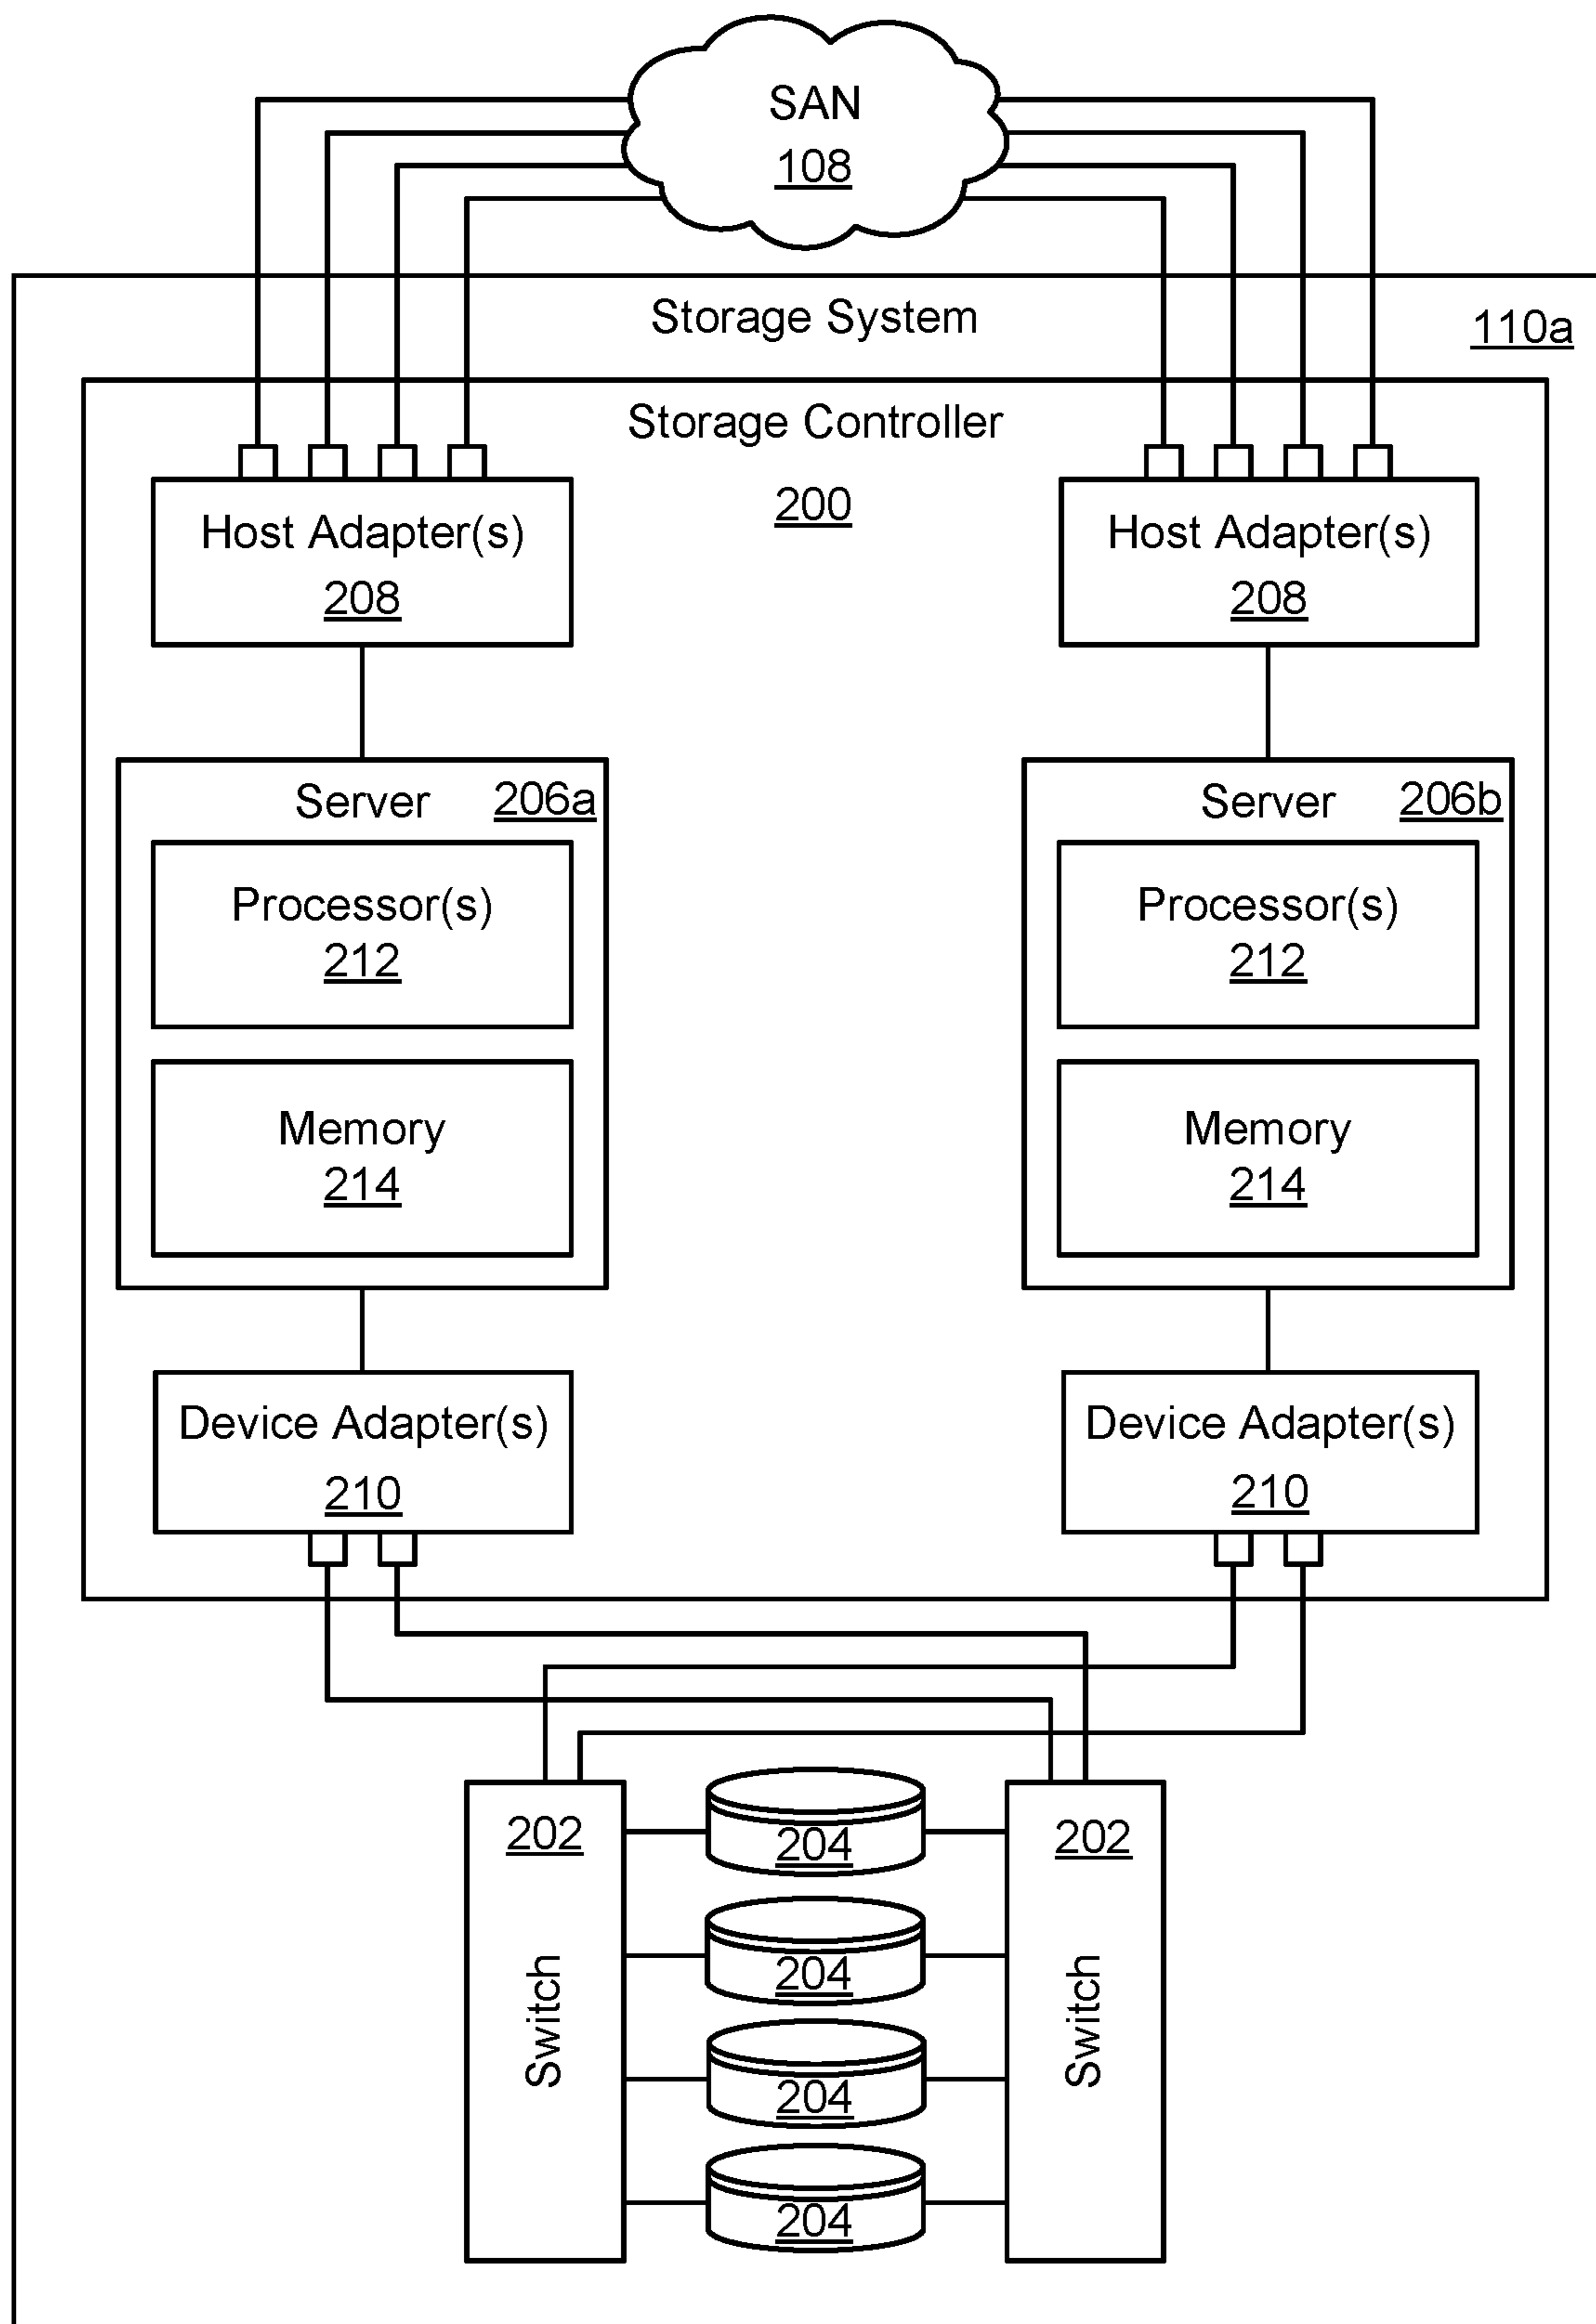 SAN
108
Storage System
110a
Storage Controller
200
Host Adapter(s)
208
Host Adapter(s)
208
Server
206a
Server
206b
Processor(s)
212
Processor(s)
212
Memory
214
Memory
214
Device Adapter(s)
210
Device Adapter(s)
210
202
Switch
204
204
204
204
202
Switch